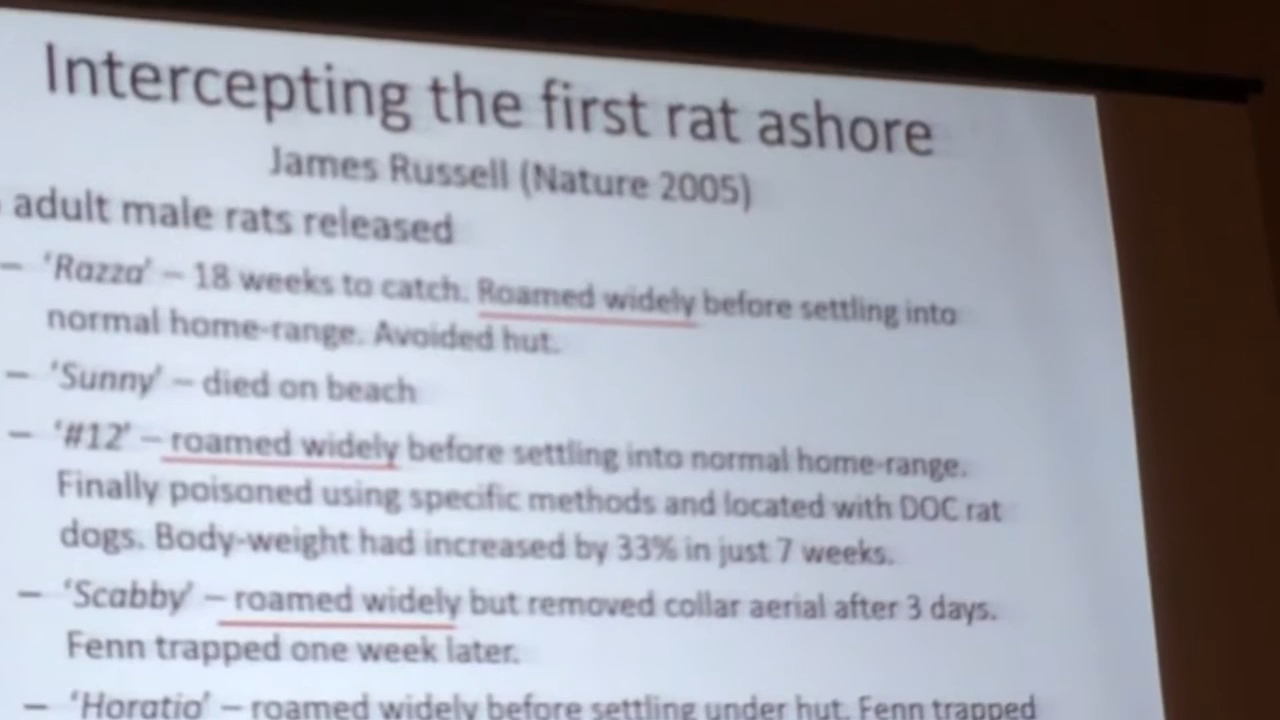 Intercepting the first rat ashore
James Russell (Nature 2005)
adult male rats released
– ‘Razza’ – 18 weeks to catch. Roamed widely before settling into
normal home-range. Avoided hut.
– ‘Sunny’ – died on beach
– ‘#12’ – roamed widely before settling into normal home-range.
Finally poisoned using specific methods and located with DOC rat
dogs. Body-weight had increased by 33% in just 7 weeks.
– ‘Scabby’ – roamed widely but removed collar aerial after 3 days.
Fenn trapped one week later.
– ‘Horatio’ – roamed widely before settling under hut. Fenn trapped